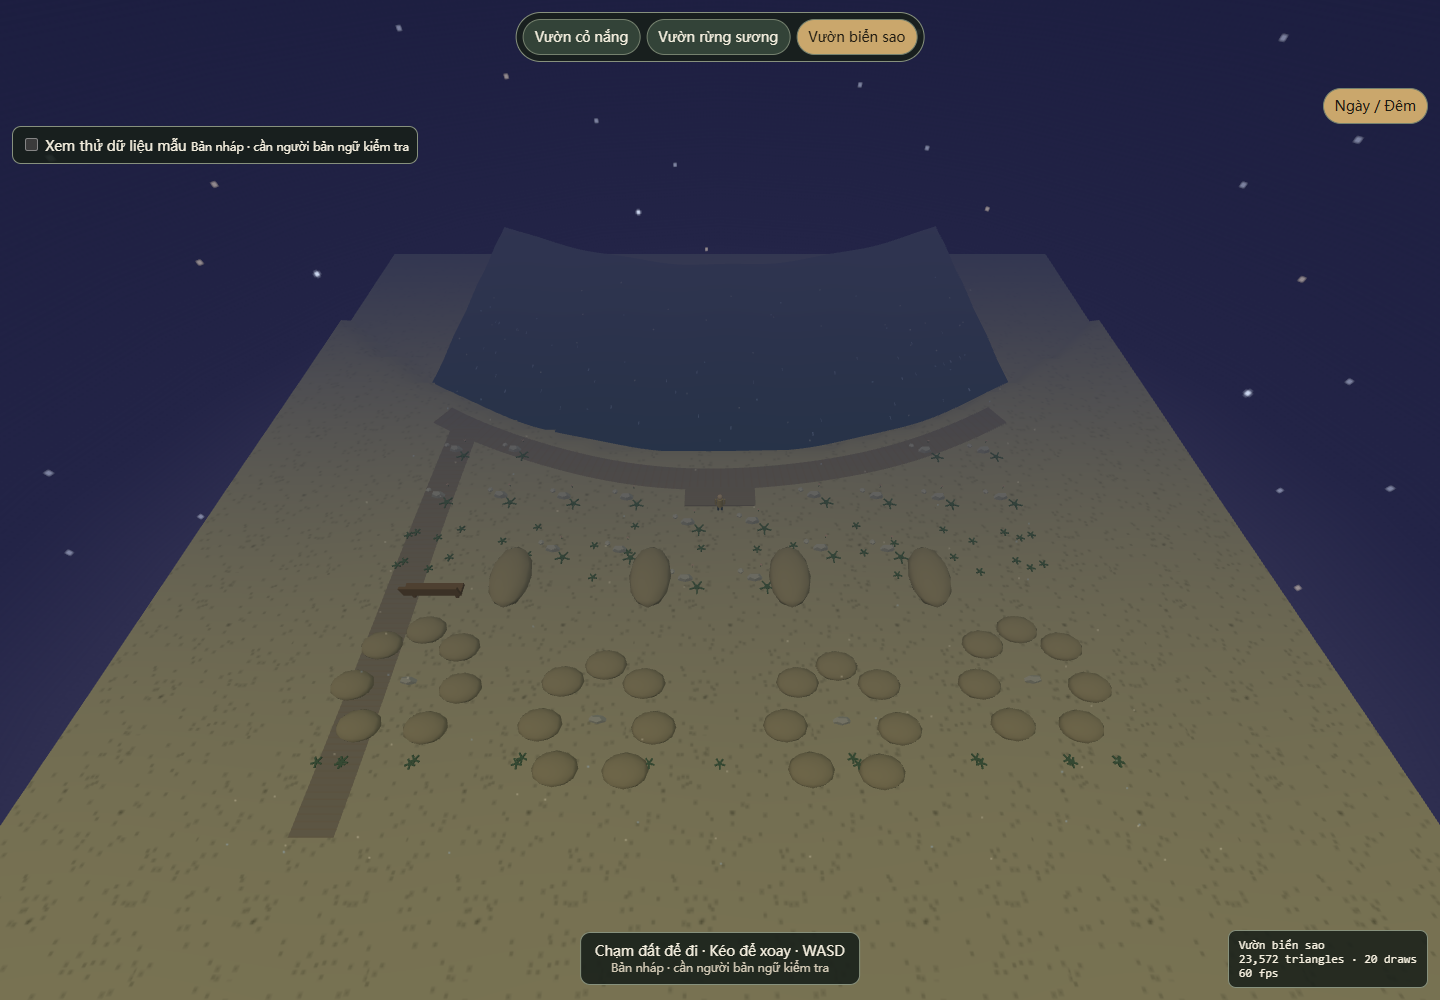 Vườn cỏ nắng
Vườn rừng sương
Vườn biển sao
Ngày / Đêm
Xem thử dữ liệu mẫu Bản nháp · cần người bản ngữ kiểm tra
Chạm đất để đi · Kéo để xoay · WASD
Bản nháp · cần người bản ngữ kiểm tra
Vườn biển sao
23,572 triangles · 20 draws
60 fps